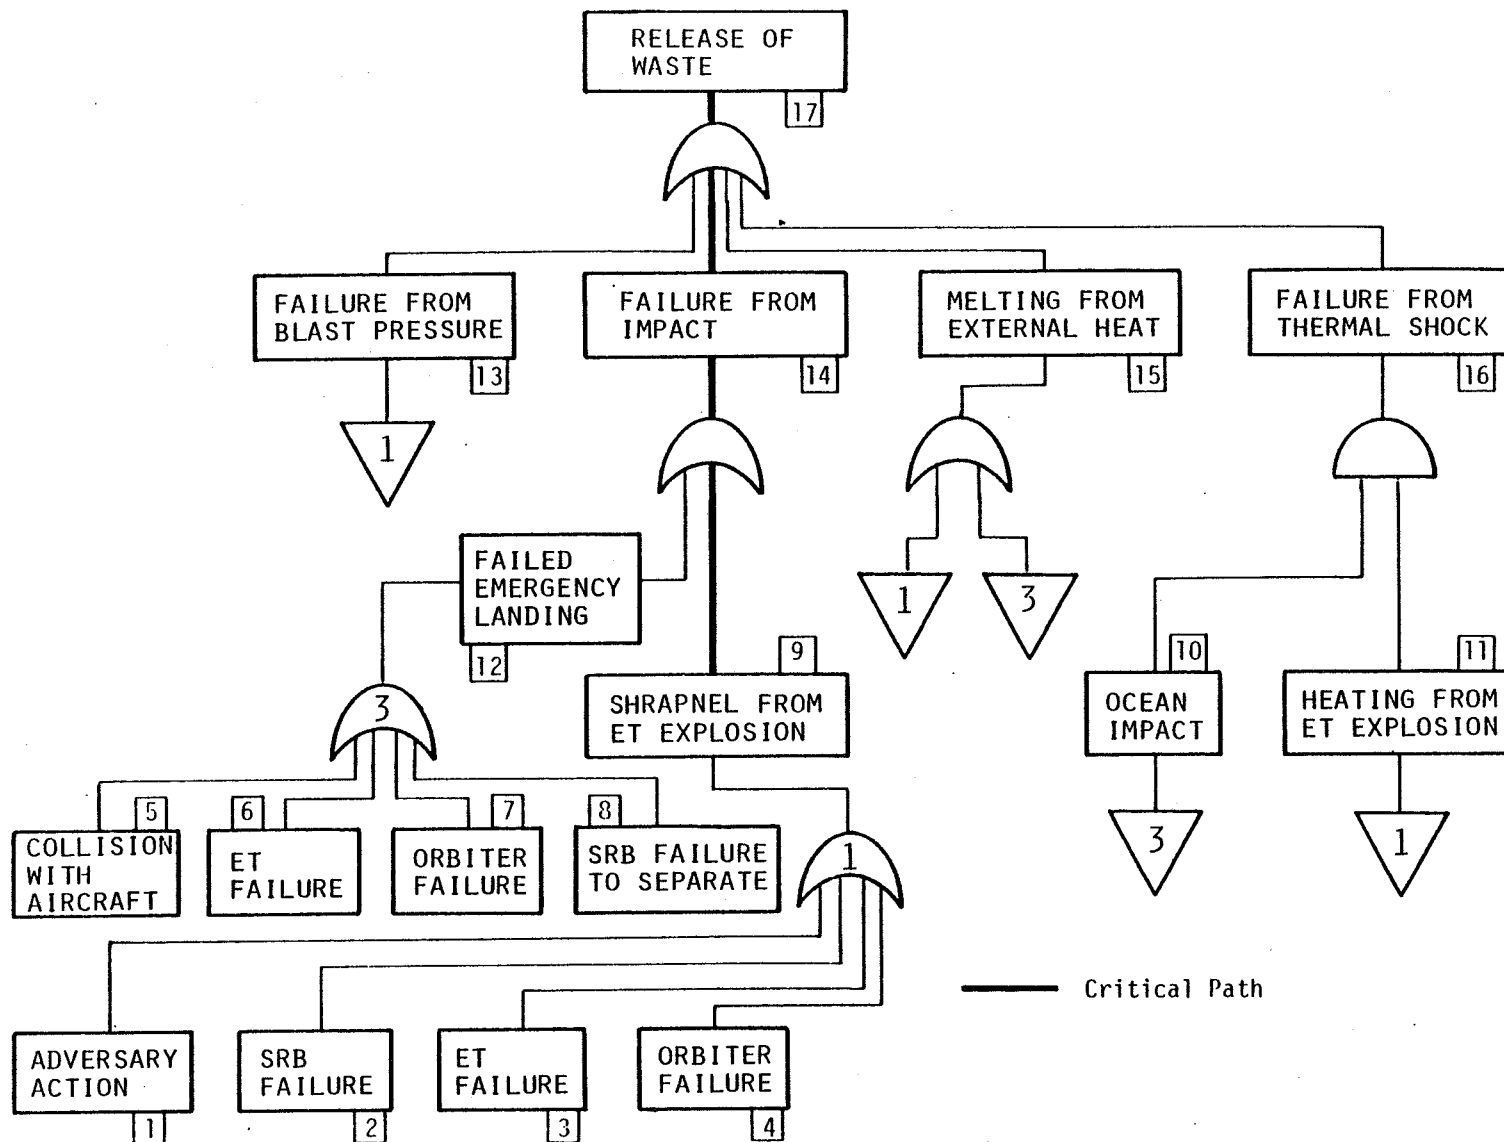 RELEASE OF
WASTE
17
FAILURE FROM
BLAST PRESSURE
13
FAILURE FROM
IMPACT
14
MELTING FROM
EXTERNAL HEAT
15
FAILURE FROM
THERMAL SHOCK
16
1
FAILED
EMERGENCY
LANDING
12
1
3
9
SHRAPNEL FROM
ET EXPLOSION
10
OCEAN
IMPACT
11
HEATING FROM
ET EXPLOSION
3
5
COLLISION
WITH
AIRCRAFT
6
ET
FAILURE
7
ORBITER
FAILURE
8
SRB FAILURE
TO SEPARATE
1
3
1
Critical Path
ADVERSARY
ACTION
1
SRB
FAILURE
2
ET
FAILURE
3
ORBITER
FAILURE
4